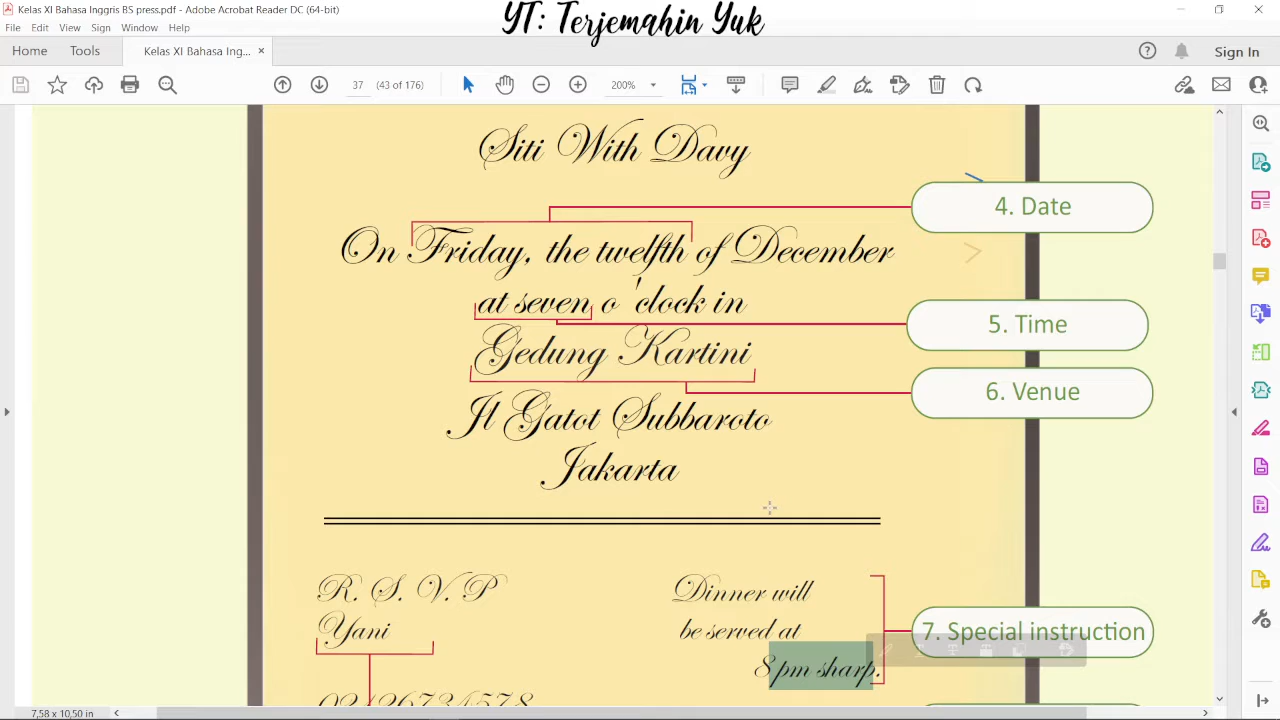 Kelas XI Bahasa Inggris BS press.pdf - Adobe Acrobat Reader DC (64-bit)
YT: Terjemahin Yuk
File Edit View Sign Window Help
Home Tools Kelas XI Bahasa Ing... × Sign In
37 (43 of 176) 200%
Siti With Davy
4. Date
On Friday, the twelfth of December
at seven o 'clock in
5. Time
Gedung Kartini
6. Venue
Jl Gatot Subbaroto
Jakarta
R. S. V. P
Yani
Dinner will
be served at
8 pm sharp.
7. Special instruction
02426734578
7,58 x 10,50 in